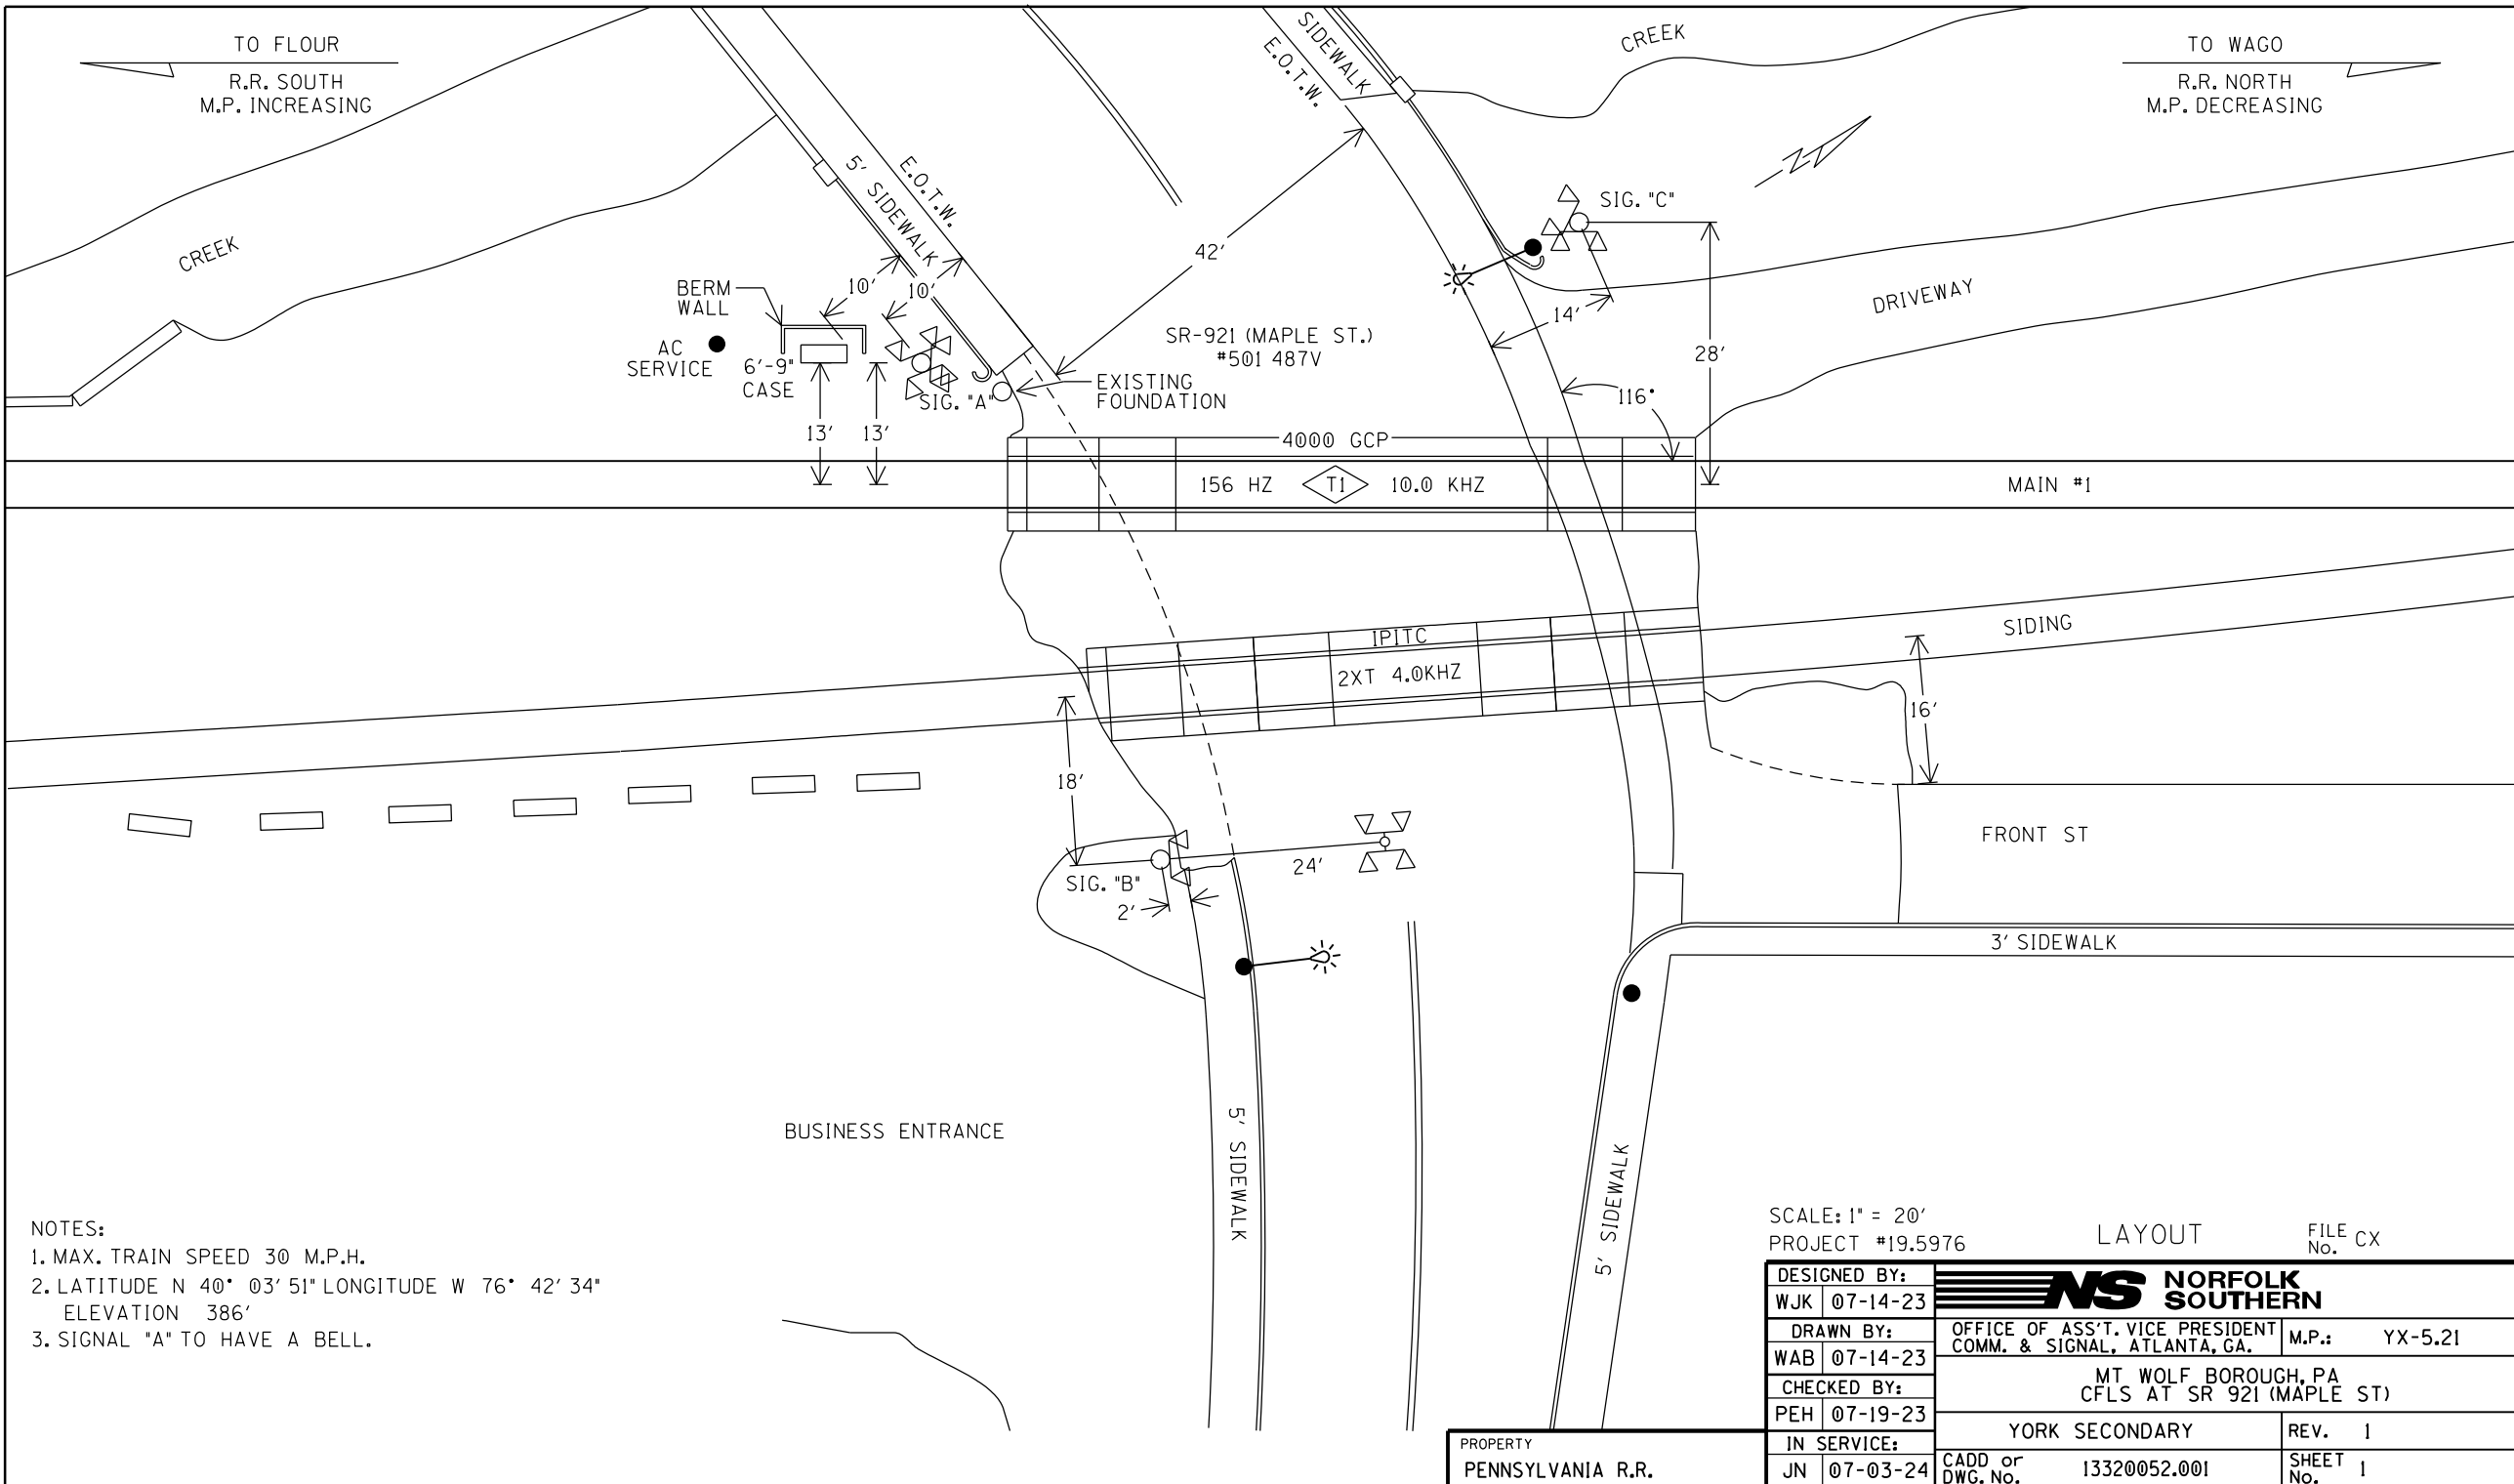 TO FLOUR
R.R. SOUTH
M.P. INCREASING
TO WAGO
R.R. NORTH
M.P. DECREASING
CREEK
SIDEWALK
E.O.T.W.
E.O.T.W.
5' SIDEWALK
CREEK
N
SIG. "C"
42'
10'
10'
14'
28'
DRIVEWAY
BERM
WALL
AC
SERVICE
6'-9"
CASE
SIG. "A"
SR-921 (MAPLE ST.)
#501 487V
EXISTING
FOUNDATION
116°
13'
13'
4000 GCP
156 HZ
T1
10.0 KHZ
MAIN #1
IPITC
2XT 4.0KHZ
SIDING
16'
18'
FRONT ST
24'
SIG. "B"
2'
3' SIDEWALK
BUSINESS ENTRANCE
5' SIDEWALK
5' SIDEWALK
NOTES:
1. MAX. TRAIN SPEED 30 M.P.H.
2. LATITUDE N 40° 03' 51" LONGITUDE W 76° 42' 34"
ELEVATION 386'
3. SIGNAL "A" TO HAVE A BELL.
SCALE: 1" = 20'
PROJECT #19.5976
LAYOUT
FILE No. CX
DESIGNED BY:
WJK 07-14-23
NS NORFOLK SOUTHERN
DRAWN BY:
WAB 07-14-23
OFFICE OF ASS'T. VICE PRESIDENT
COMM. & SIGNAL, ATLANTA, GA.
M.P.: YX-5.21
CHECKED BY:
PEH 07-19-23
MT WOLF BOROUGH, PA
CFLS AT SR 921 (MAPLE ST)
IN SERVICE:
JN 07-03-24
YORK SECONDARY
REV. 1
CADD or DWG. No. 13320052.001
SHEET No. 1
PROPERTY
PENNSYLVANIA R.R.